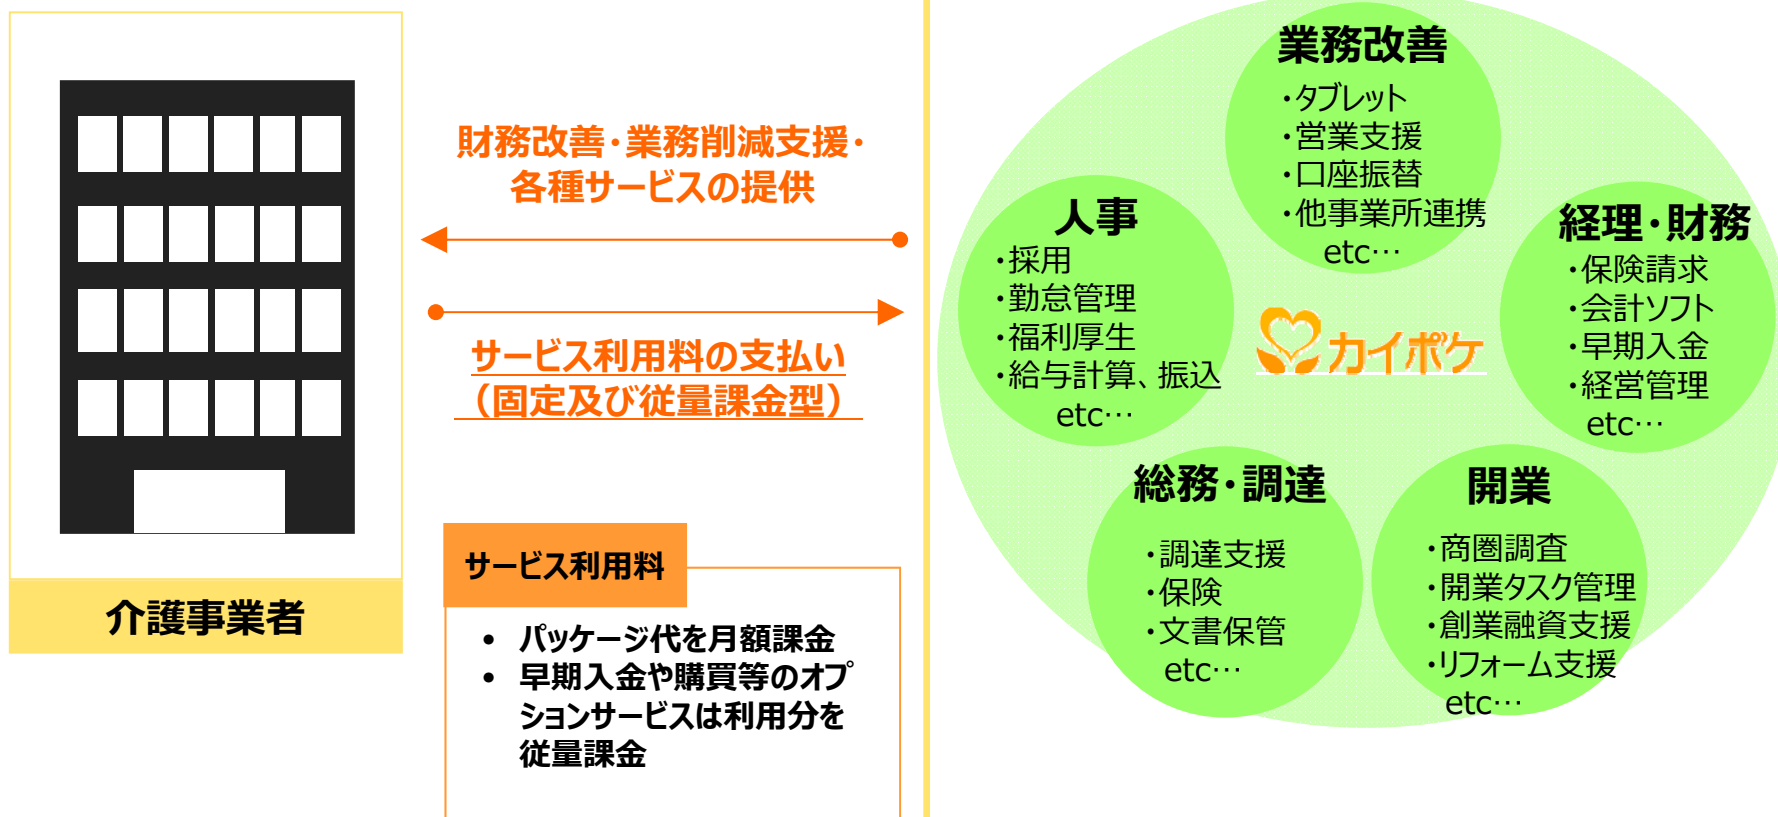 介護事業者
財務改善・業務削減支援・
各種サービスの提供
サービス利用料の支払い
（固定及び従量課金型）
サービス利用料
• パッケージ代を月額課金
• 早期入金や購買等のオプ
ションサービスは利用分を
従量課金
業務改善
・タブレット
・営業支援
・口座振替
・他事業所連携
etc…
人事
・採用
・勤怠管理
・福利厚生
・給与計算、振込
etc…
カイポケ
経理・財務
・保険請求
・会計ソフト
・早期入金
・経営管理
etc…
総務・調達
・調達支援
・保険
・文書保管
etc…
開業
・商圏調査
・開業タスク管理
・創業融資支援
・リフォーム支援
etc…